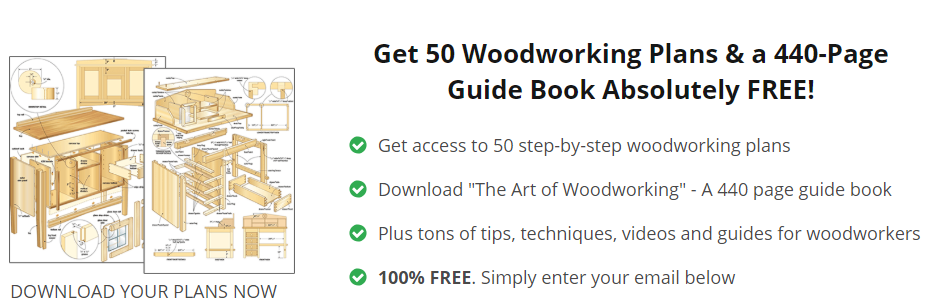 Get 50 Woodworking Plans & a 440-Page
Guide Book Absolutely FREE!
Get access to 50 step-by-step woodworking plans
Download "The Art of Woodworking" - A 440 page guide book
Plus tons of tips, techniques, videos and guides for woodworkers
100% FREE. Simply enter your email below
DOWNLOAD YOUR PLANS NOW